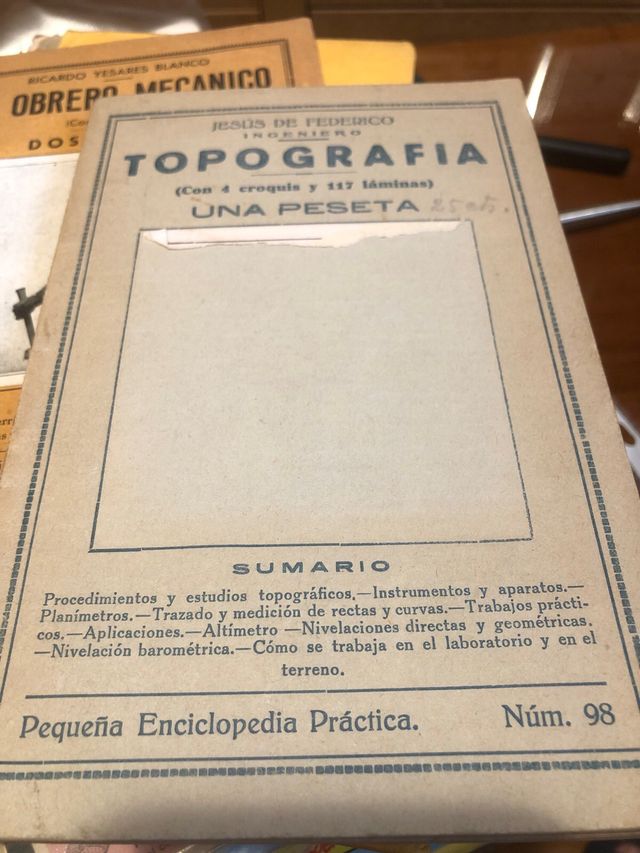 RICARDO YESARES BLANCO
OBRERO MECANICO
DOS
JESÚS DE FEDERICO
INGENIERO
TOPOGRAFIA
(Con 4 croquis y 117 láminas)
UNA PESETA 25 cts.
SUMARIO
Procedimientos y estudios topográficos.—Instrumentos y aparatos.—
Planímetros.—Trazado y medición de rectas y curvas.—Trabajos prácti-
cos.—Aplicaciones.—Altímetro —Nivelaciones directas y geométricas.
—Nivelación barométrica.—Cómo se trabaja en el laboratorio y en el
terreno.
Pequeña Enciclopedia Práctica. Núm. 98